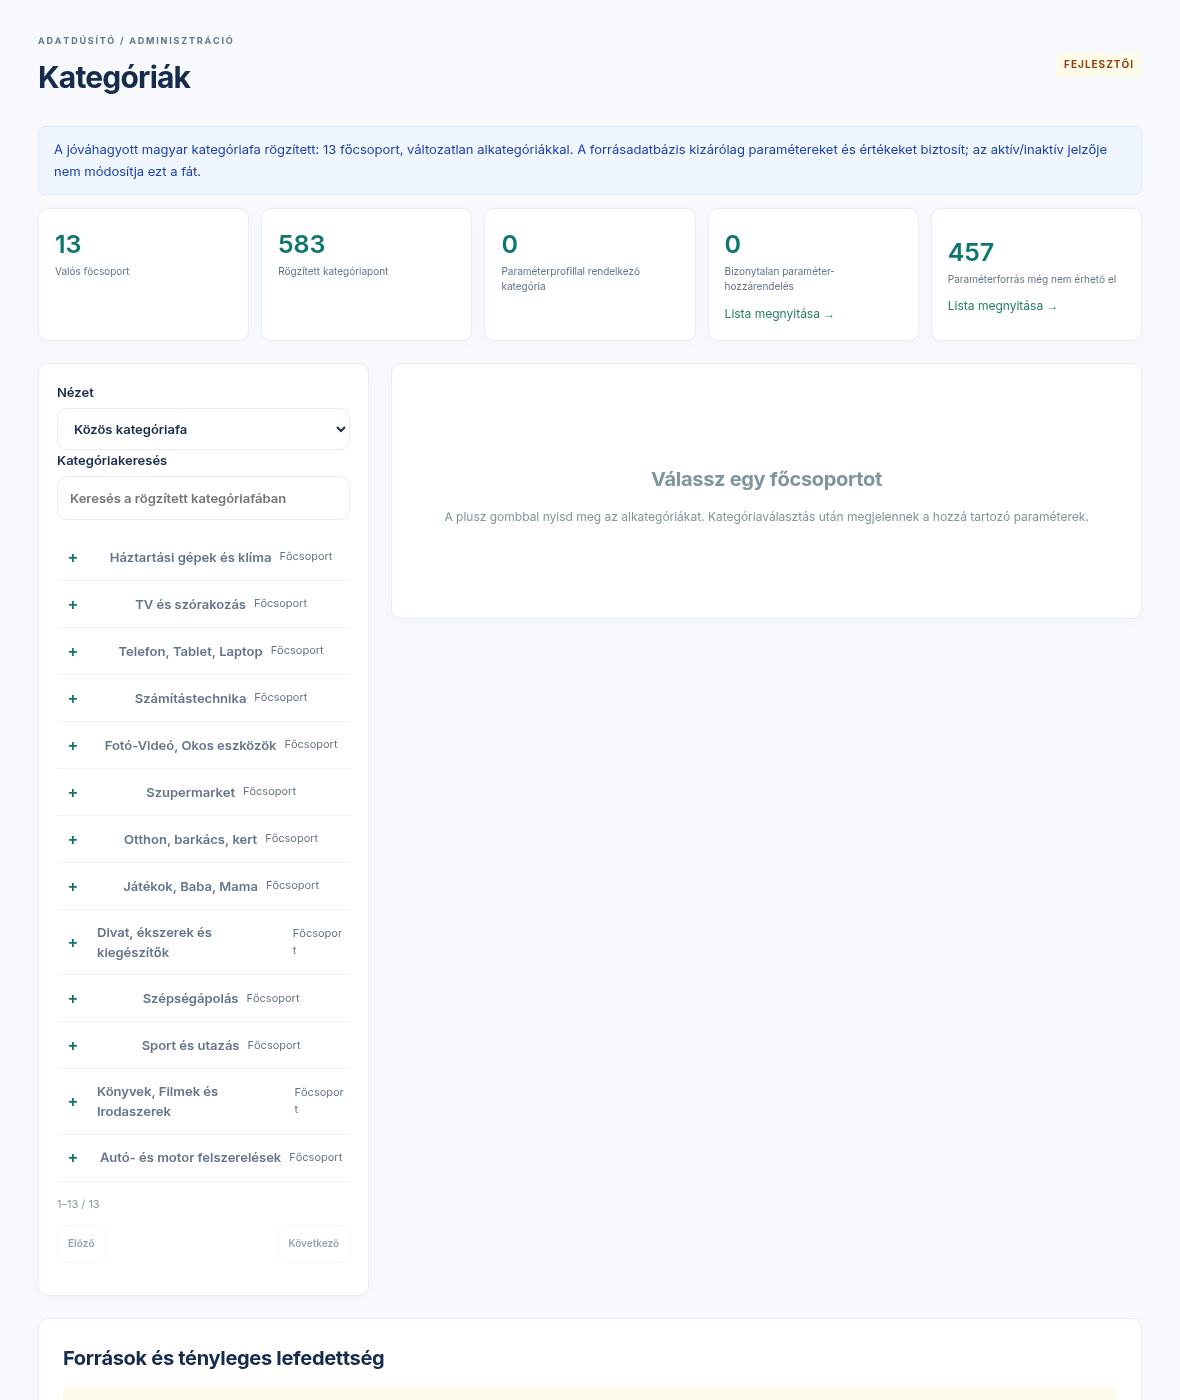 ADATDÚSÍTÓ / ADMINISZTRÁCIÓ
Kategóriák
FEJLESZTŐI
A jóváhagyott magyar kategóriafa rögzített: 13 főcsoport, változatlan alkategóriákkal. A forrásadatbázis kizárólag paramétereket és értékeket biztosít; az aktív/inaktív jelzője
nem módosítja ezt a fát.
13
Valós főcsoport
583
Rögzített kategóriapont
0
Paraméterprofillal rendelkező
kategória
0
Bizonytalan paraméter-
hozzárendelés
Lista megnyitása →
457
Paraméterforrás még nem érhető el
Lista megnyitása →
Nézet
Közös kategóriafa
Kategóriakeresés
Keresés a rögzített kategóriafában
+ Háztartási gépek és klíma Főcsoport
+ TV és szórakozás Főcsoport
+ Telefon, Tablet, Laptop Főcsoport
+ Számítástechnika Főcsoport
+ Fotó-Videó, Okos eszközök Főcsoport
+ Szupermarket Főcsoport
+ Otthon, barkács, kert Főcsoport
+ Játékok, Baba, Mama Főcsoport
+ Divat, ékszerek és
kiegészítők
Főcsopor
t
+ Szépségápolás Főcsoport
+ Sport és utazás Főcsoport
+ Könyvek, Filmek és
Irodaszerek
Főcsopor
t
+ Autó- és motor felszerelések Főcsoport
1–13 / 13
Előző
Következő
Válassz egy főcsoportot
A plusz gombbal nyisd meg az alkategóriákat. Kategóriaválasztás után megjelennek a hozzá tartozó paraméterek.
Források és tényleges lefedettség